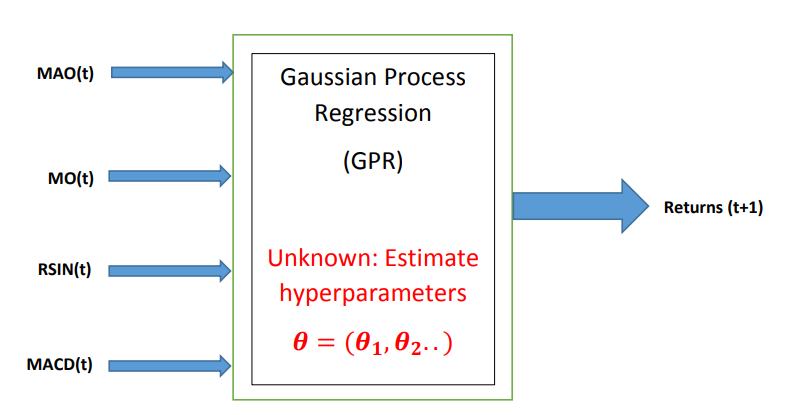 MAO(t)
MO(t)
RSIN(t)
MACD(t)
Gaussian Process
Regression
(GPR)
Unknown: Estimate
hyperparameters
θ = (θ₁, θ₂..)
Returns (t+1)